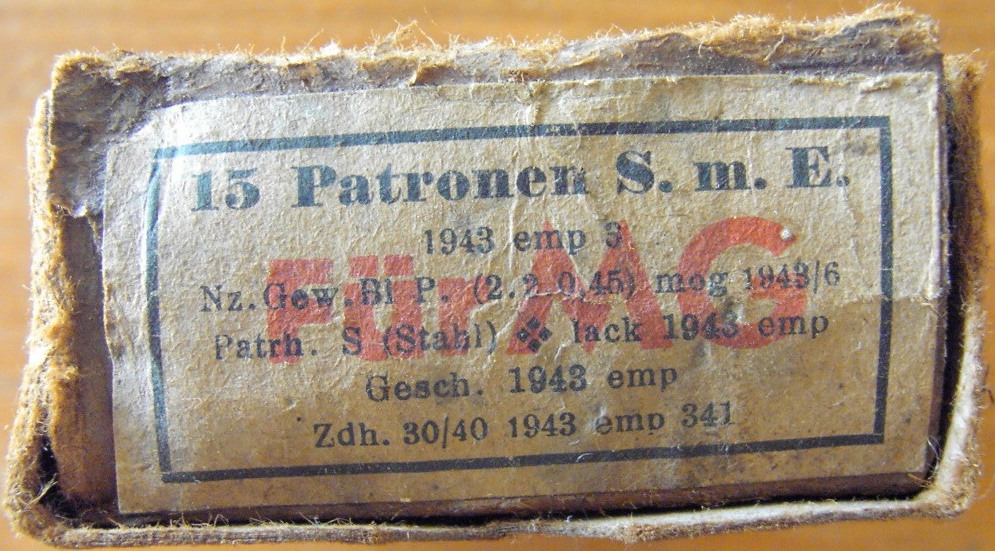 15 Patronen S. m. E.
1943 emp 3
Für MG
Nz. Gew. Bl P. (2.2.0,45) mog 1943/6
Patrh. S (Stahl) lack 1943 emp
Gesch. 1943 emp
Zdh. 30/40 1943 emp 341